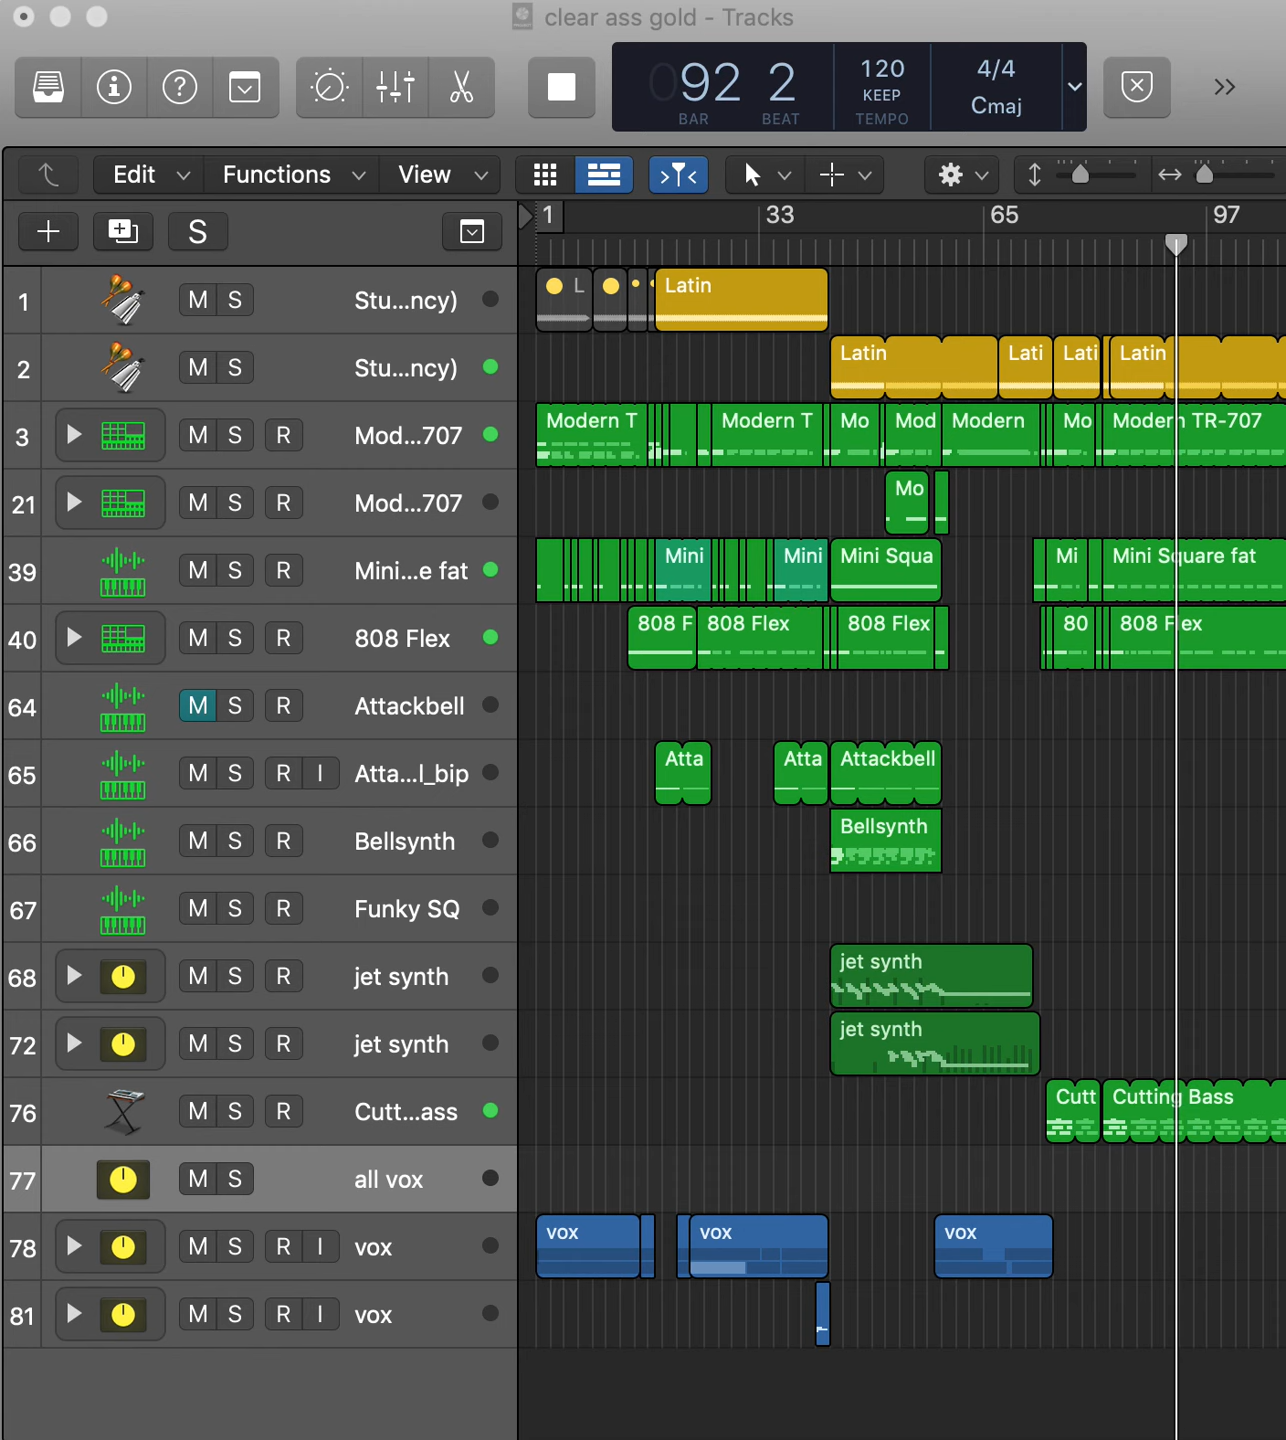 clear ass gold - Tracks
092 2 120 4/4
KEEP Cmaj
BAR BEAT TEMPO
Edit Functions View
S 1 33 65 97
1 M S Stu...ncy) L Latin
2 M S Stu...ncy) Latin Lati Lati Latin
3 M S R Mod...707 Modern T Modern T Mo Mod Modern Mo Modern TR-707
21 M S R Mod...707 Mo
39 M S R Mini...e fat Mini Mini Mini Squa Mi Mini Square fat
40 M S R 808 Flex 808 F 808 Flex 808 Flex 80 808 Flex
64 M S R Attackbell
65 M S R I Atta...l_bip Atta Atta Attackbell
66 M S R Bellsynth Bellsynth
67 M S R Funky SQ
68 M S R jet synth jet synth
72 M S R jet synth jet synth
76 M S R Cutt...ass Cutt Cutting Bass
77 M S all vox
78 M S R I vox vox vox vox
81 M S R I vox